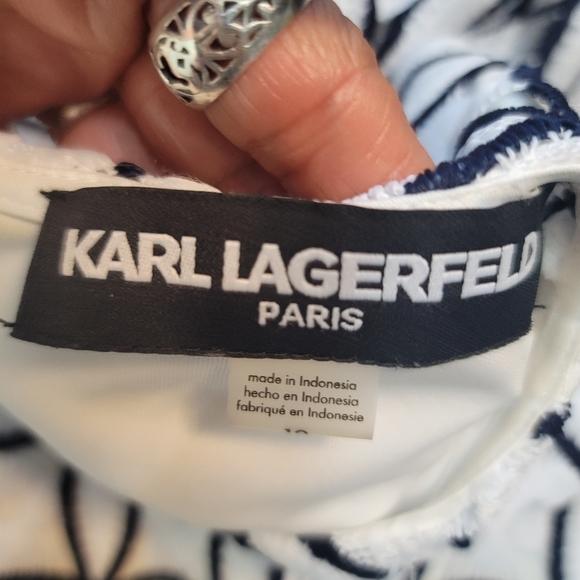 KARL LAGERFELD
PARIS
made in Indonesia
hecho en Indonesia
fabriqué en Indonesie